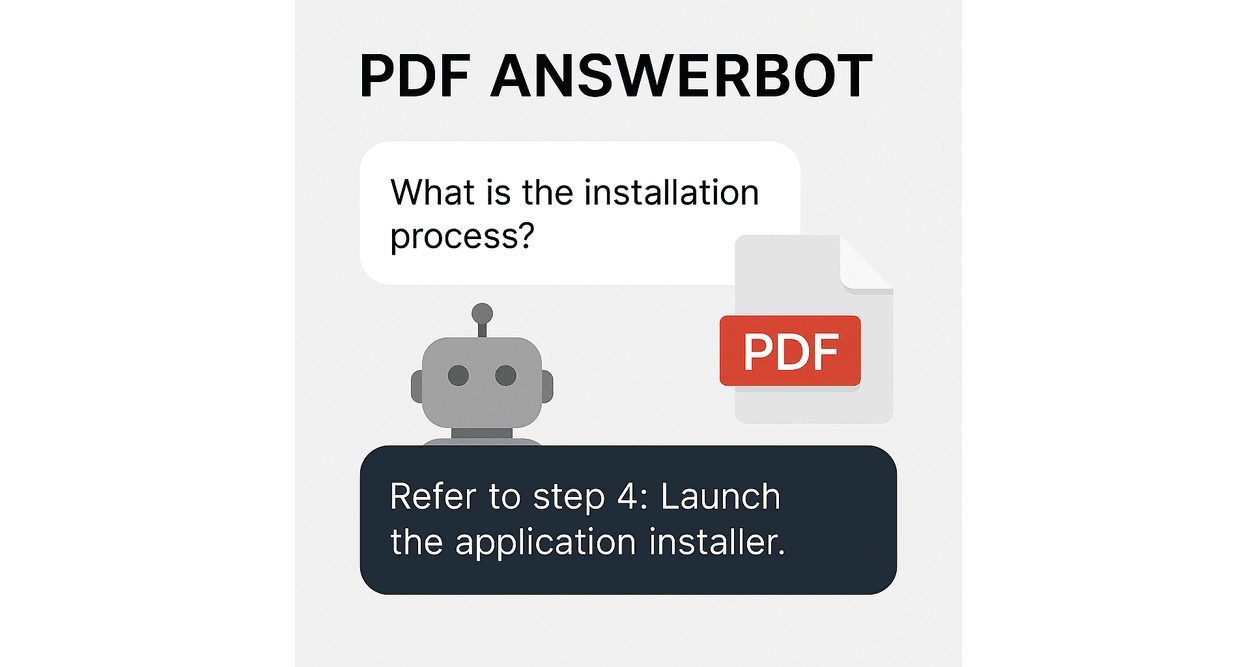 PDF ANSWERBOT
What is the installation
process?
PDF
Refer to step 4: Launch
the application installer.